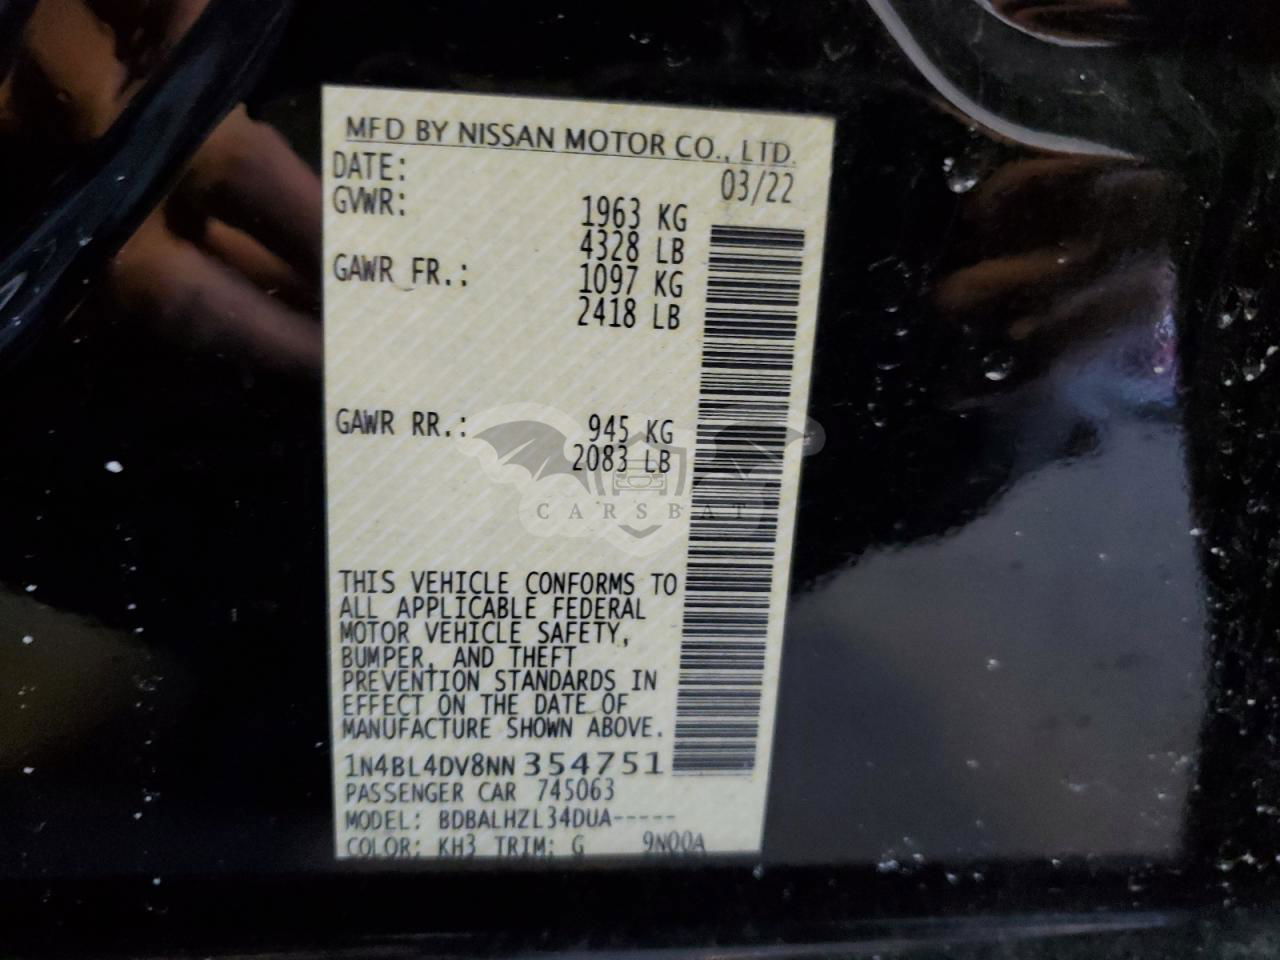 MFD BY NISSAN MOTOR CO., LTD.
DATE: 03/22
GVWR: 1963 KG
4328 LB
GAWR FR.: 1097 KG
2418 LB
GAWR RR.: 945 KG
2083 LB
CARSBAT
THIS VEHICLE CONFORMS TO
ALL APPLICABLE FEDERAL
MOTOR VEHICLE SAFETY,
BUMPER, AND THEFT
PREVENTION STANDARDS IN
EFFECT ON THE DATE OF
MANUFACTURE SHOWN ABOVE.
1N4BL4DV8NN354751
PASSENGER CAR 745063
MODEL: BDBALHZL34DUA-----
COLOR: KH3 TRIM: G 9N00A